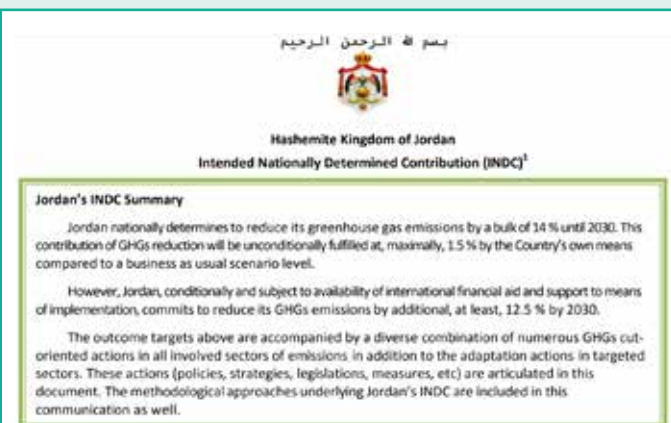 بسم الله الرحمن الرحيم
Hashemite Kingdom of Jordan
Intended Nationally Determined Contribution (INDC)¹
Jordan's INDC Summary
Jordan nationally determines to reduce its greenhouse gas emissions by a bulk of 14 % until 2030. This
contribution of GHGs reduction will be unconditionally fulfilled at, maximally, 1.5 % by the Country's own means
compared to a business as usual scenario level.
However, Jordan, conditionally and subject to availability of international financial aid and support to means
of implementation, commits to reduce its GHGs emissions by additional, at least, 12.5 % by 2030.
The outcome targets above are accompanied by a diverse combination of numerous GHGs cut-
oriented actions in all involved sectors of emissions in addition to the adaptation actions in targeted
sectors. These actions (policies, strategies, legislations, measures, etc) are articulated in this
document. The methodological approaches underlying Jordan's INDC are included in this
communication as well.